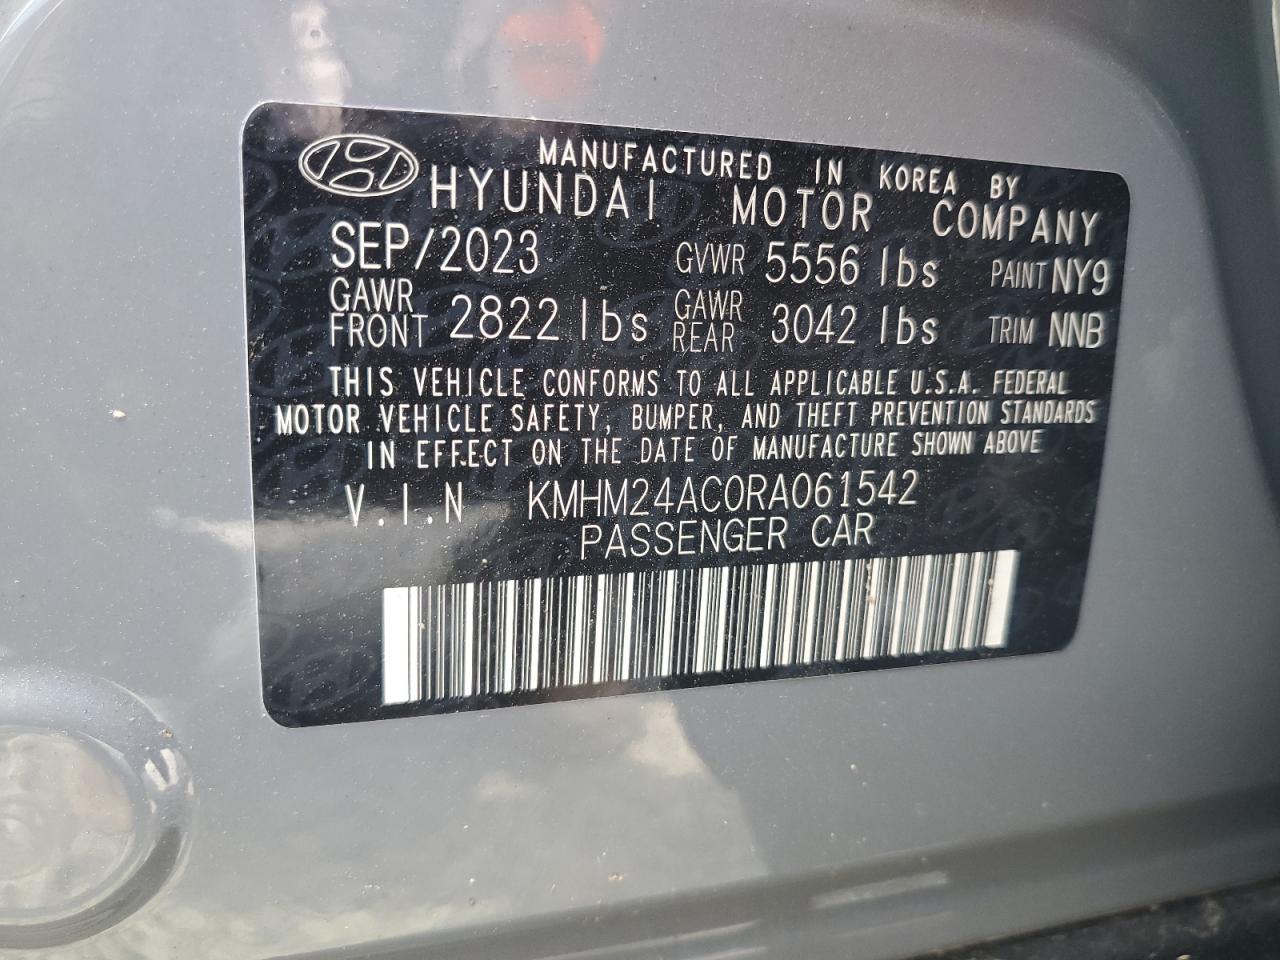 MANUFACTURED IN KOREA BY
HYUNDAI MOTOR COMPANY
SEP/2023 GVWR 5556 lbs PAINT NY9
GAWR FRONT 2822 lbs GAWR REAR 3042 lbs TRIM NNB
THIS VEHICLE CONFORMS TO ALL APPLICABLE U.S.A. FEDERAL
MOTOR VEHICLE SAFETY, BUMPER, AND THEFT PREVENTION STANDARDS
IN EFFECT ON THE DATE OF MANUFACTURE SHOWN ABOVE
V.I.N KMHM24AC0RA061542
PASSENGER CAR